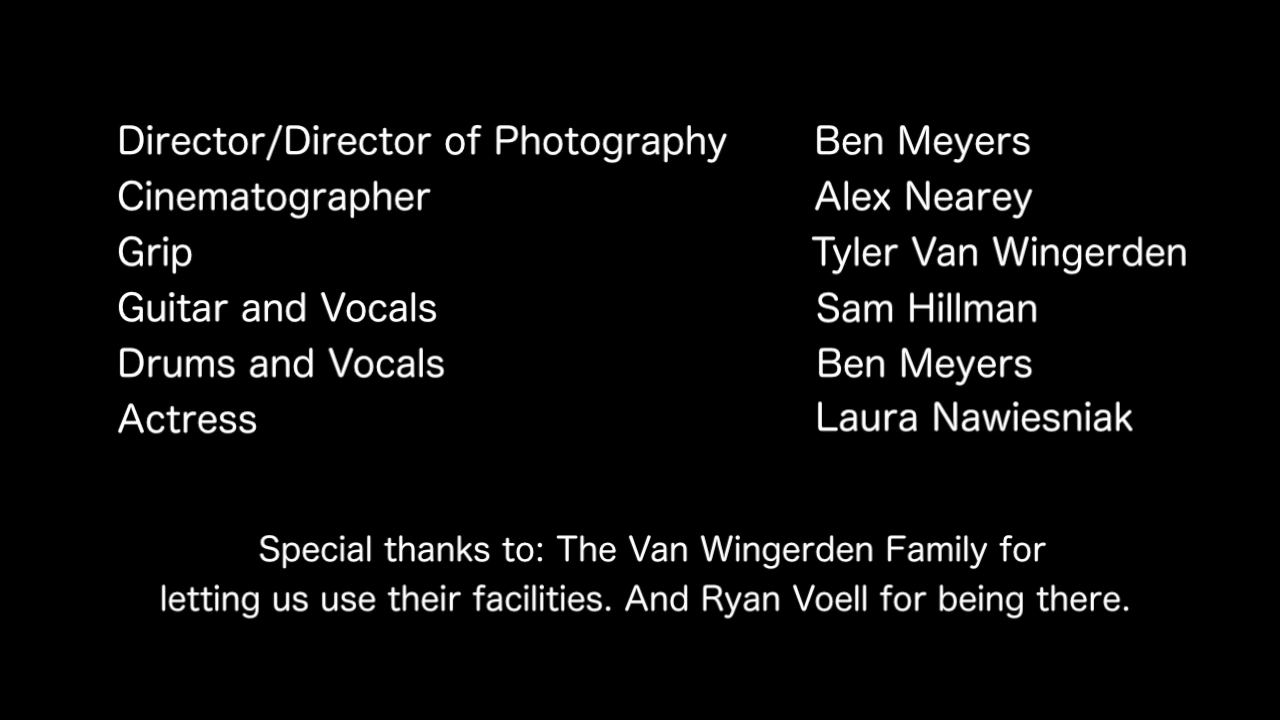 Director/Director of Photography Ben Meyers
Cinematographer Alex Nearey
Grip Tyler Van Wingerden
Guitar and Vocals Sam Hillman
Drums and Vocals Ben Meyers
Actress Laura Nawiesniak
Special thanks to: The Van Wingerden Family for
letting us use their facilities. And Ryan Voell for being there.